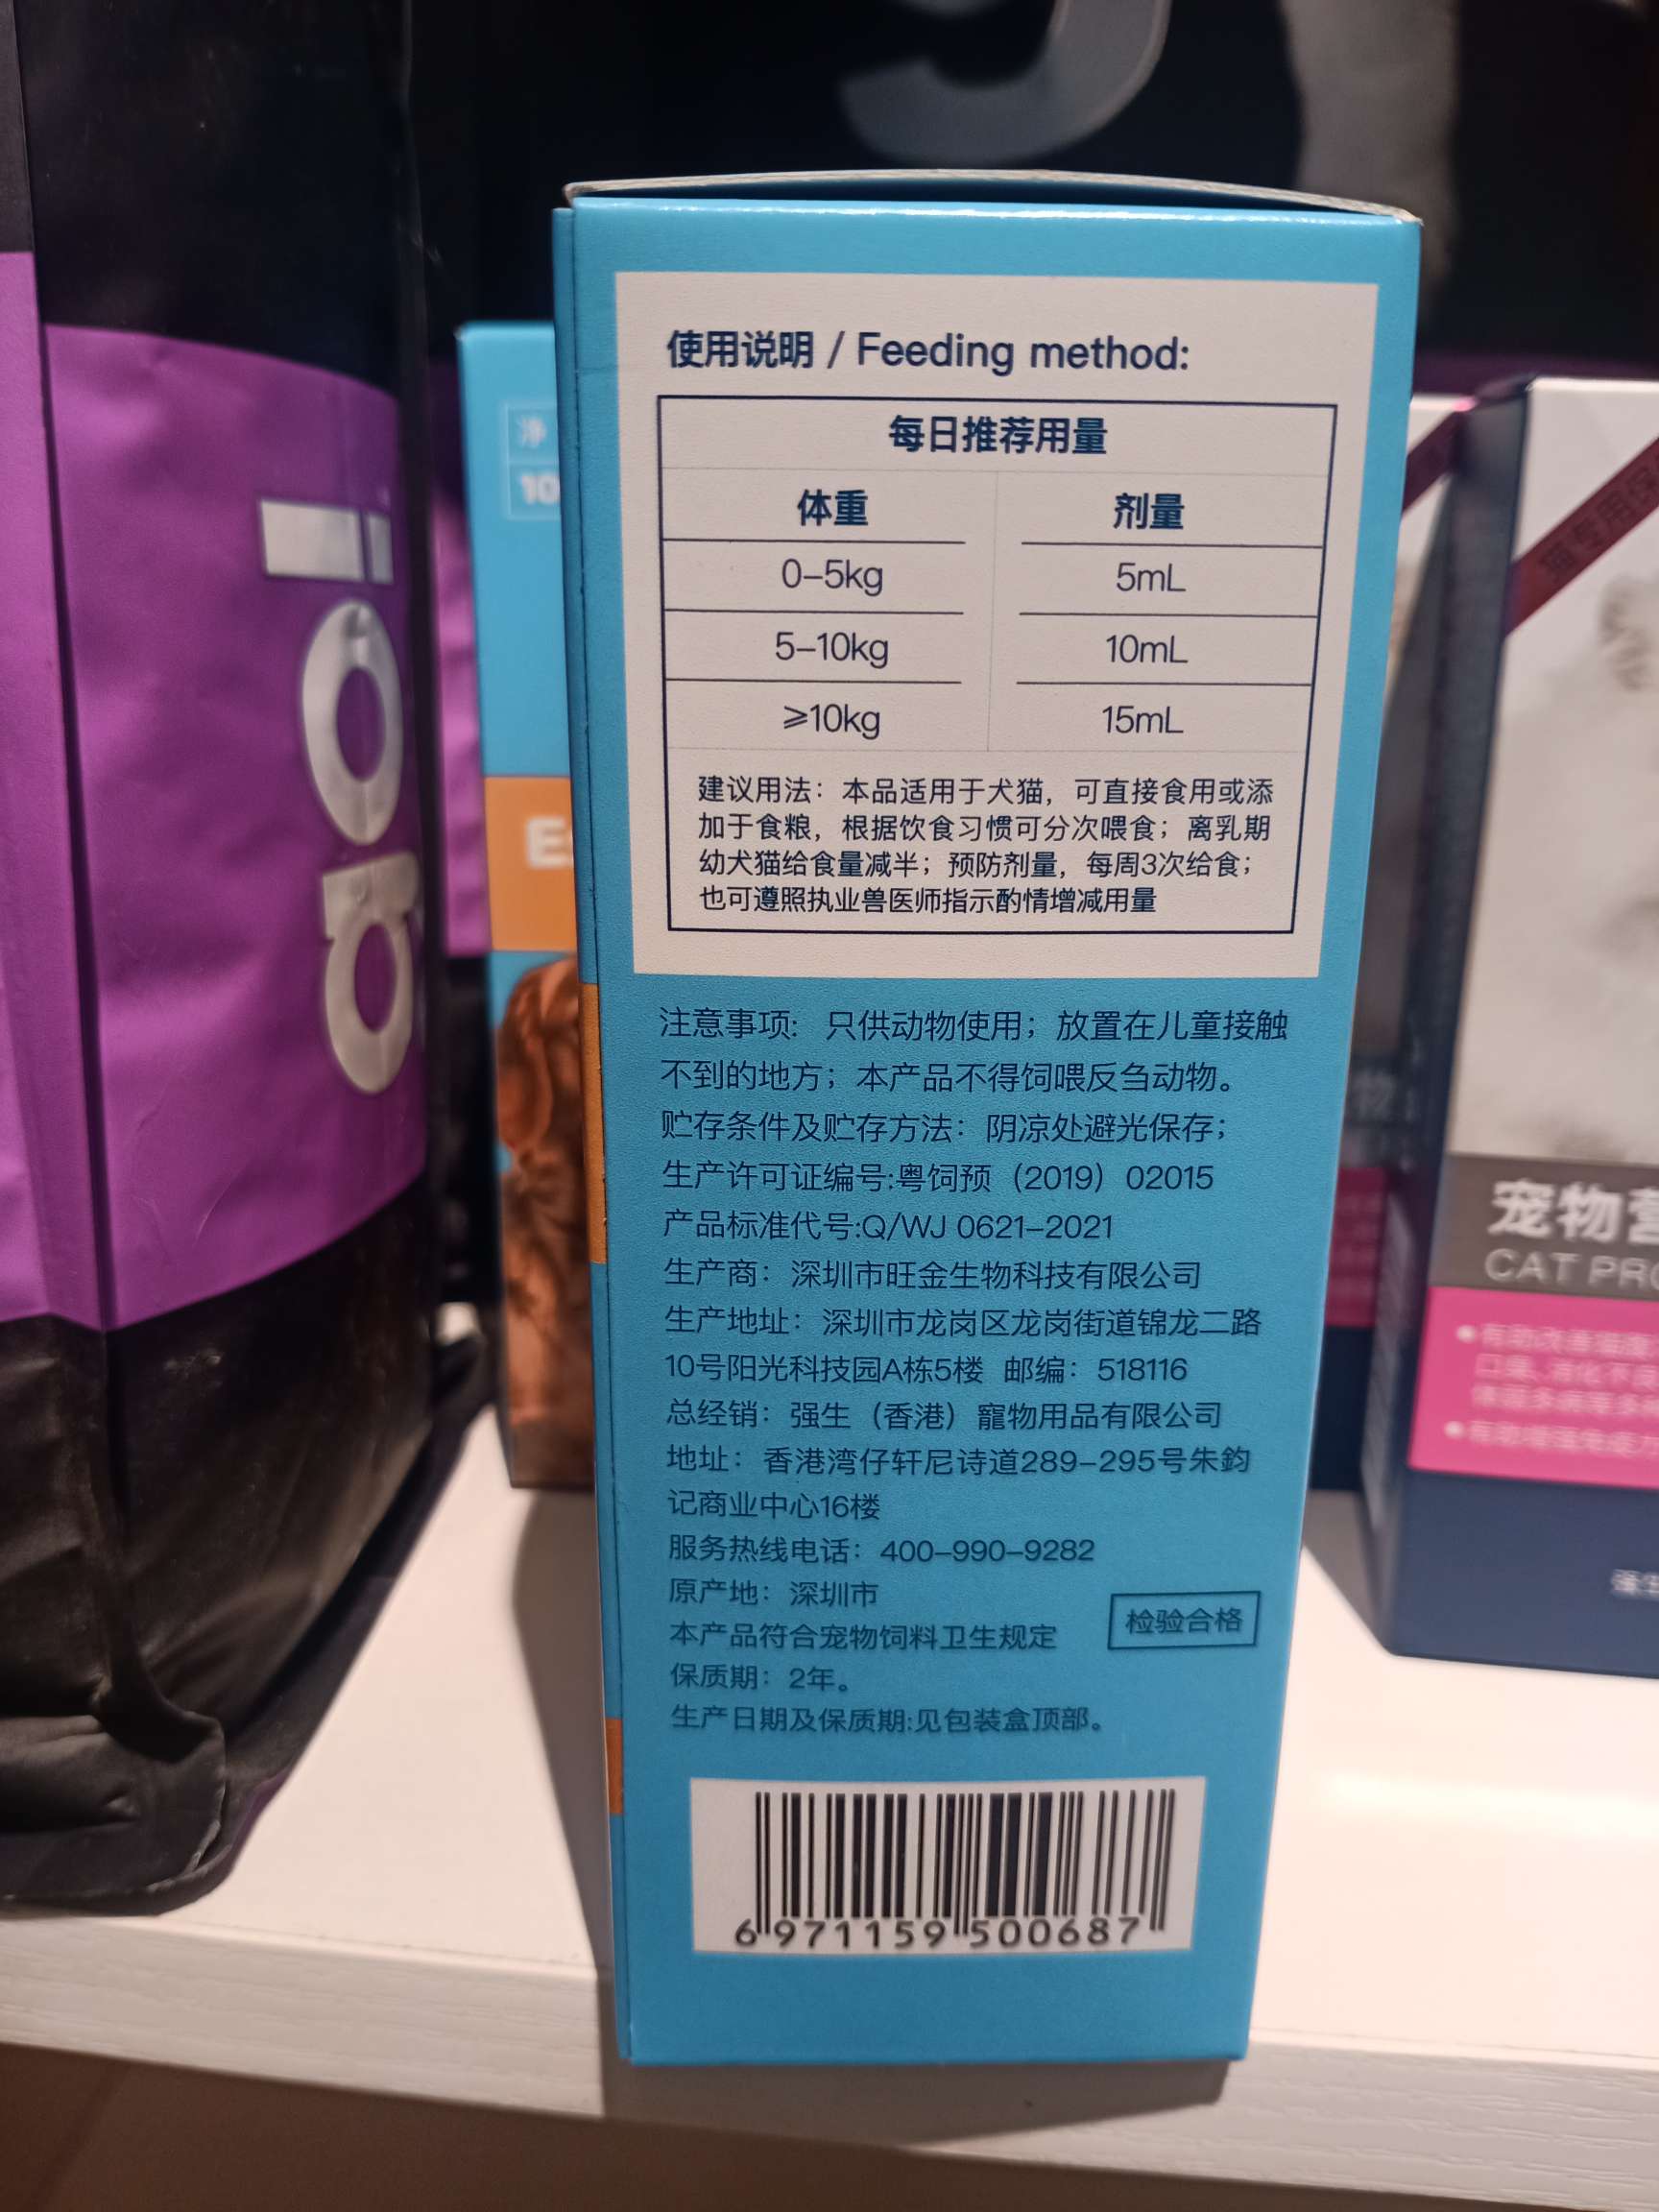 使用说明 / Feeding method:
每日推荐用量
体重 剂量
0-5kg 5mL
5-10kg 10mL
≥10kg 15mL
建议用法：本品适用于犬猫，可直接食用或添
加于食粮，根据饮食习惯可分次喂食；离乳期
幼犬猫给食量减半；预防剂量，每周3次给食；
也可遵照执业兽医师指示酌情增减用量
注意事项: 只供动物使用；放置在儿童接触
不到的地方；本产品不得饲喂反刍动物。
贮存条件及贮存方法：阴凉处避光保存；
生产许可证编号:粤饲预（2019）02015
产品标准代号:Q/WJ 0621-2021
生产商：深圳市旺金生物科技有限公司
生产地址：深圳市龙岗区龙岗街道锦龙二路
10号阳光科技园A栋5楼 邮编：518116
总经销：强生（香港）寵物用品有限公司
地址：香港湾仔轩尼诗道289-295号朱鈞
记商业中心16楼
服务热线电话：400-990-9282
原产地：深圳市
检验合格
本产品符合宠物饲料卫生规定
保质期：2年。
生产日期及保质期:见包装盒顶部。
6 971159 500687
净
10
宠物营
CAT PRO